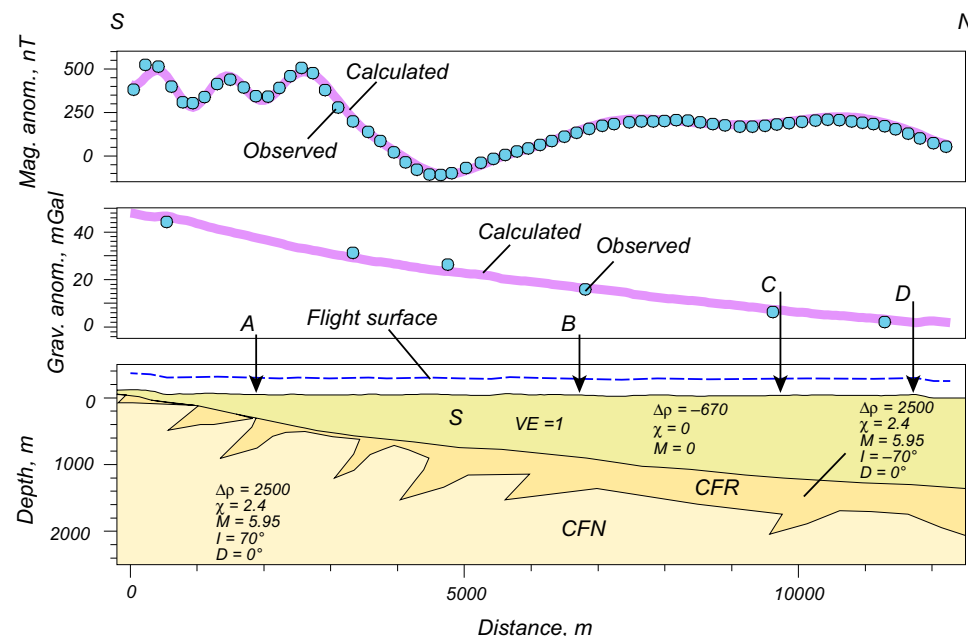 S
N
Mag. anom., nT
500
250
0
Calculated
Observed
Grav. anom., mGal
40
20
0
Calculated
Observed
A
Flight surface
B
C
D
Depth, m
0
1000
2000
S
VE =1
Δρ = –670
χ = 0
M = 0
Δρ = 2500
χ = 2.4
M = 5.95
I = –70°
D = 0°
CFR
Δρ = 2500
χ = 2.4
M = 5.95
I = 70°
D = 0°
CFN
0
5000
10000
Distance, m